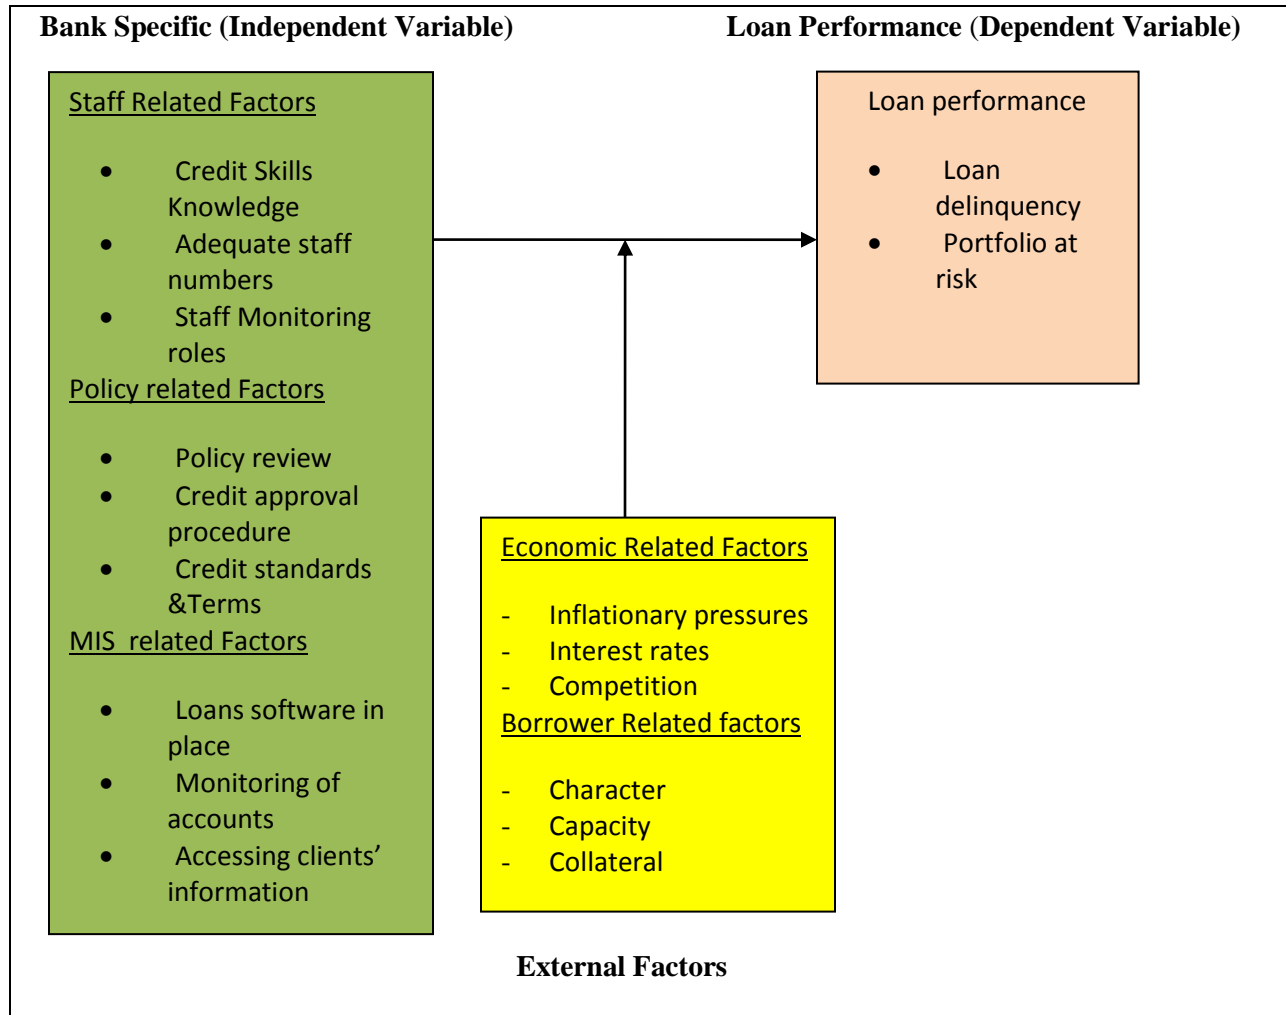 Bank Specific (Independent Variable)
Loan Performance (Dependent Variable)
Staff Related Factors
• Credit Skills
Knowledge
• Adequate staff
numbers
• Staff Monitoring
roles
Policy related Factors
• Policy review
• Credit approval
procedure
• Credit standards
&Terms
MIS related Factors
• Loans software in
place
• Monitoring of
accounts
• Accessing clients’
information
Loan performance
• Loan
delinquency
• Portfolio at
risk
Economic Related Factors
- Inflationary pressures
- Interest rates
- Competition
Borrower Related factors
- Character
- Capacity
- Collateral
External Factors